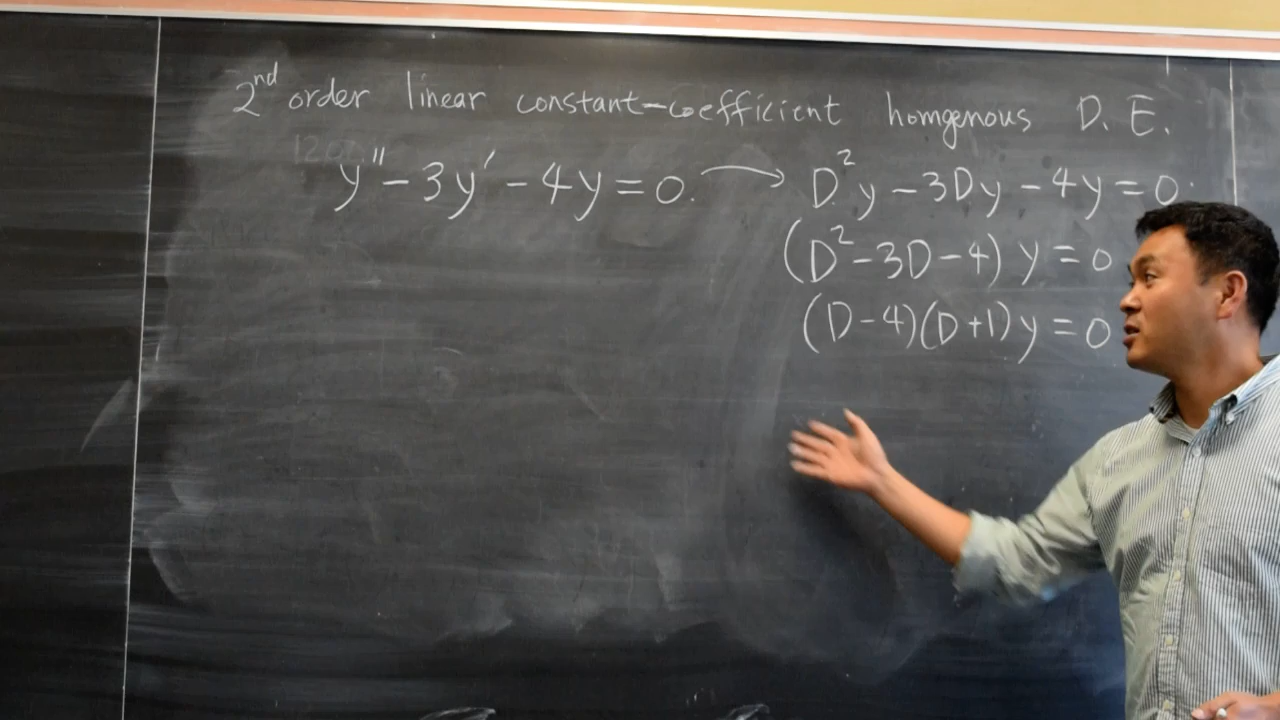 2nd order linear constant-coefficient homgenous D. E.
y'' - 3y' - 4y = 0. → D²y - 3Dy - 4y = 0.
(D² - 3D - 4) y = 0
(D - 4)(D + 1) y = 0